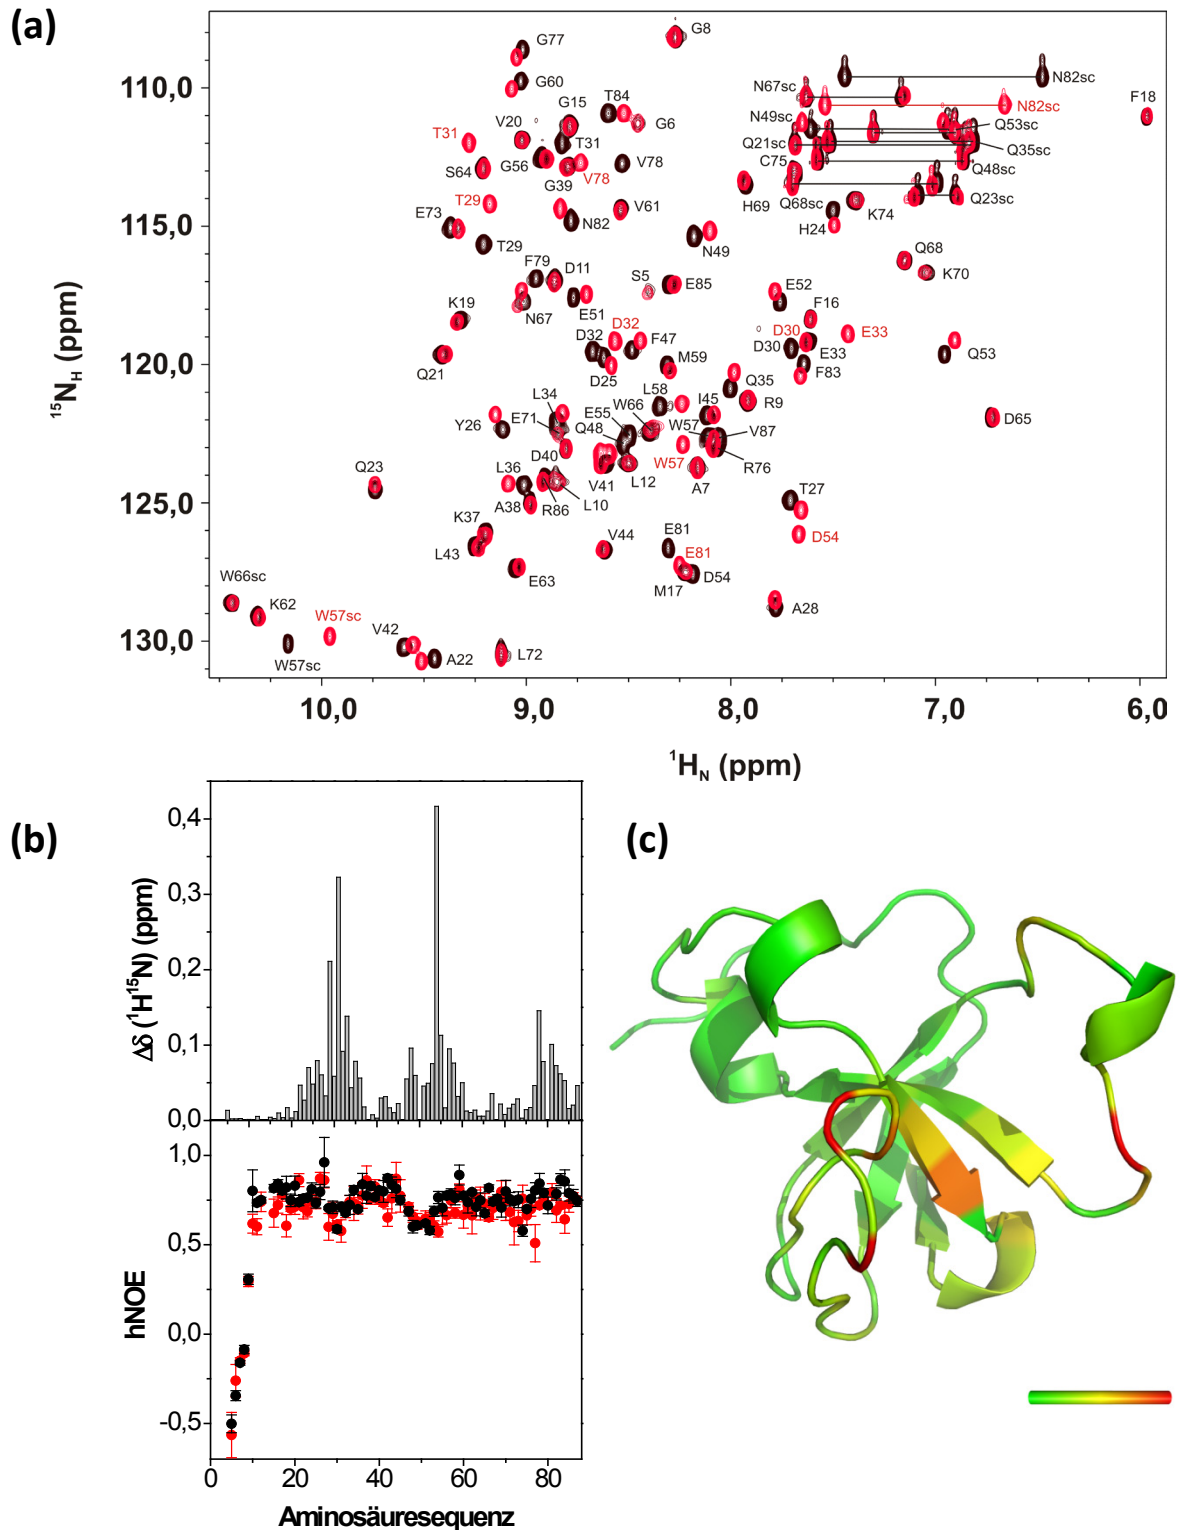 (a)
G8
G77
G60
N82sc
N67sc
T84
G15
N82sc
F18
V20
G6
N49sc
Q53sc
T31
T31
Q21sc
Q35sc
G56
V78
C75
S64
G39
V78
Q48sc
T29
H69
Q68sc
Q23sc
E73
V61
K74
N82
H24
T29
N49
F79
D11
Q68
S5
E85
E52
K70
K19
N67
E51
F16
D32
D30
E33
D32
F47
D30
E33
Q53
M59
F83
Q21
D25
Q35
L34
L58
R9
W66
I45
E55
D65
Y26
E71
Q48
W57
V87
D40
W57
R76
Q23
L36
V41
L12
A7
A38
R86
L10
T27
K37
V44
E81
D54
L43
E81
E63
M17
D54
W66sc
K62
A28
W57sc
V42
W57sc
A22
L72
110,0
115,0
120,0
125,0
130,0
15NH (ppm)
10,0 9,0 8,0 7,0 6,0
1HN (ppm)
(b)
0,4
0,3
0,2
0,1
0,0
Δδ (1H15N) (ppm)
1,0
0,5
0,0
-0,5
hNOE
0 20 40 60 80
Aminosäuresequenz
(c)